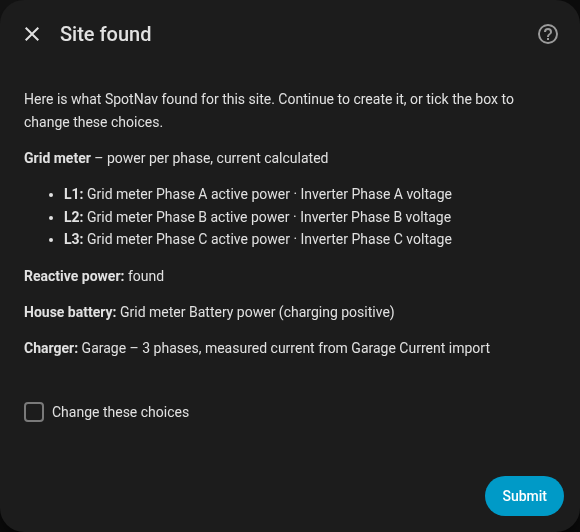 Site found
Here is what SpotNav found for this site. Continue to create it, or tick the box to
change these choices.
Grid meter – power per phase, current calculated
• L1: Grid meter Phase A active power · Inverter Phase A voltage
• L2: Grid meter Phase B active power · Inverter Phase B voltage
• L3: Grid meter Phase C active power · Inverter Phase C voltage
Reactive power: found
House battery: Grid meter Battery power (charging positive)
Charger: Garage – 3 phases, measured current from Garage Current import
Change these choices
Submit